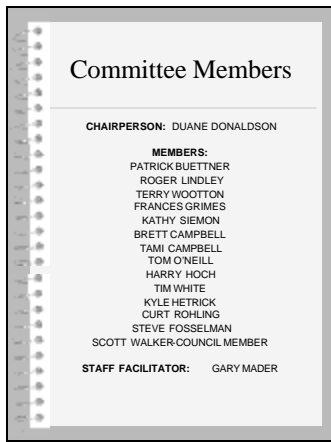 Committee Members
CHAIRPERSON: DUANE DONALDSON
MEMBERS:
PATRICK BUETTNER
ROGER LINDLEY
TERRY WOOTTON
FRANCES GRIMES
KATHY SIEMON
BRETT CAMPBELL
TAMI CAMPBELL
TOM O'NEILL
HARRY HOCH
TIM WHITE
KYLE HETRICK
CURT ROHLING
STEVE FOSSELMAN
SCOTT WALKER-COUNCIL MEMBER
STAFF FACILITATOR: GARY MADER